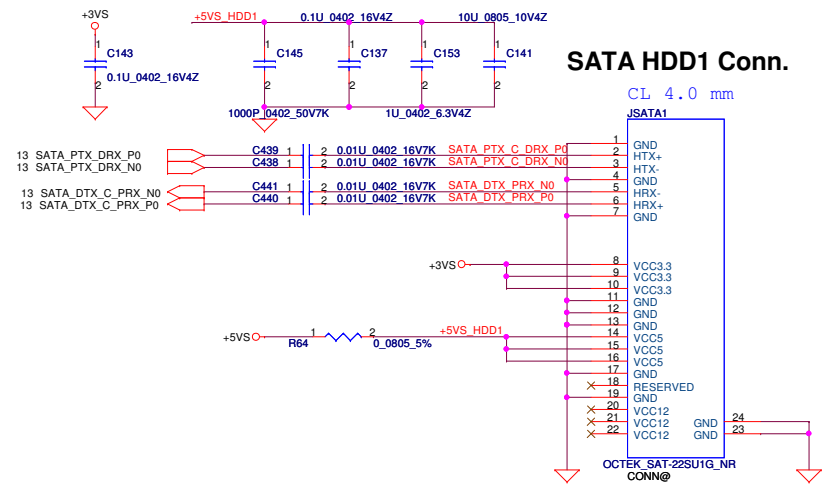 +3VS
+5VS_HDD1
0.1U_0402_16V4Z
10U_0805_10V4Z
1
C143
2
0.1U_0402_16V4Z
1
C145
2
1
C137
2
1
C153
2
1
C141
2
1000P_0402_50V7K
1U_0402_6.3V4Z
SATA HDD1 Conn.
CL 4.0 mm
JSATA1
13 SATA_PTX_DRX_P0
C439 1 2 0.01U_0402_16V7K SATA_PTX_C_DRX_P0
13 SATA_PTX_DRX_N0
C438 1 2 0.01U_0402_16V7K SATA_PTX_C_DRX_N0
13 SATA_DTX_C_PRX_N0
C441 1 2 0.01U_0402_16V7K SATA_DTX_PRX_N0
13 SATA_DTX_C_PRX_P0
C440 1 2 0.01U_0402_16V7K SATA_DTX_PRX_P0
1 GND
2 HTX+
3 HTX-
4 GND
5 HRX-
6 HRX+
7 GND
+3VS
8 VCC3.3
9 VCC3.3
10 VCC3.3
11 GND
12 GND
13 GND
+5VS
R64
1 2
0_0805_5%
+5VS_HDD1
14 VCC5
15 VCC5
16 VCC5
17 GND
18 RESERVED
19 GND
20 VCC12
21 VCC12
22 VCC12
GND 24
GND 23
OCTEK_SAT-22SU1G_NR
CONN@